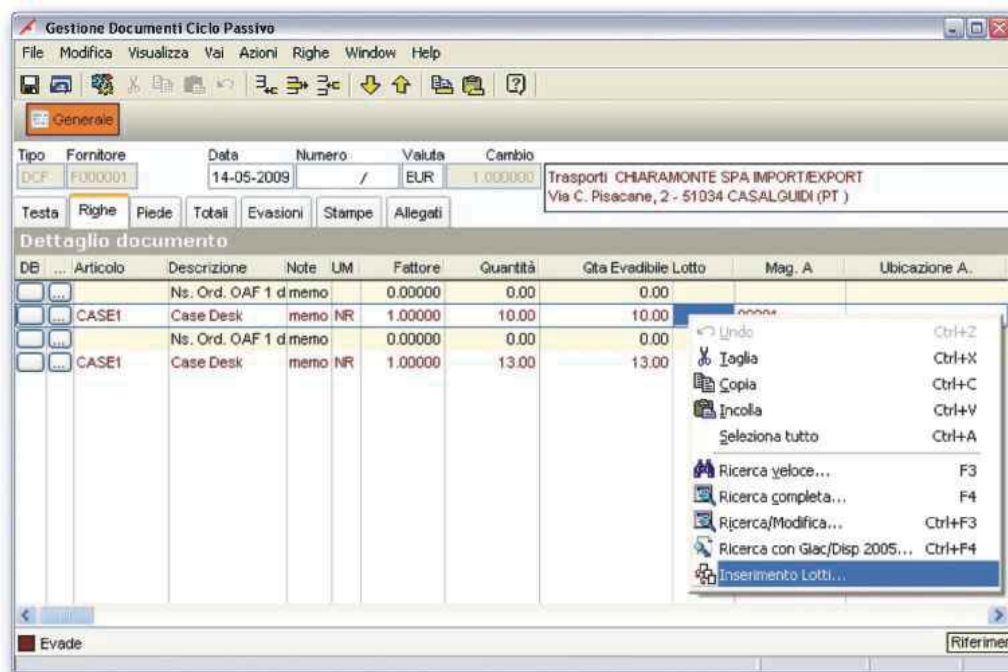 Gestione Documenti Ciclo Passivo
File Modifica Visualizza Vai Azioni Righe Window Help
Generale
Tipo Fornitore Data Numero Valuta Cambio
DCF F000001 14-05-2009 / EUR 1.000000
Trasporti CHIARAMONTE SPA IMPORT/EXPORT
Via C. Pisacane, 2 - 51034 CASALGUIDI (PT )
Testa Righe Piede Totali Evasioni Stampe Allegati
Dettaglio documento
DB ... Articolo Descrizione Note UM Fattore Quantità Qta Evadibile Lotto Mag. A Ubicazione A.
... Ns. Ord. OAF 1 d memo 0.00000 0.00 0.00
... CASE1 Case Desk memo NR 1.00000 10.00 10.00 00001
... Ns. Ord. OAF 1 d memo 0.00000 0.00 0.00
... CASE1 Case Desk memo NR 1.00000 13.00 13.00
Undo Ctrl+Z
Taglia Ctrl+X
Copia Ctrl+C
Incolla Ctrl+V
Seleziona tutto Ctrl+A
Ricerca veloce... F3
Ricerca completa... F4
Ricerca/Modifica... Ctrl+F3
Ricerca con Giac/Disp 2005... Ctrl+F4
Inserimento Lotti...
Evade
Riferimen